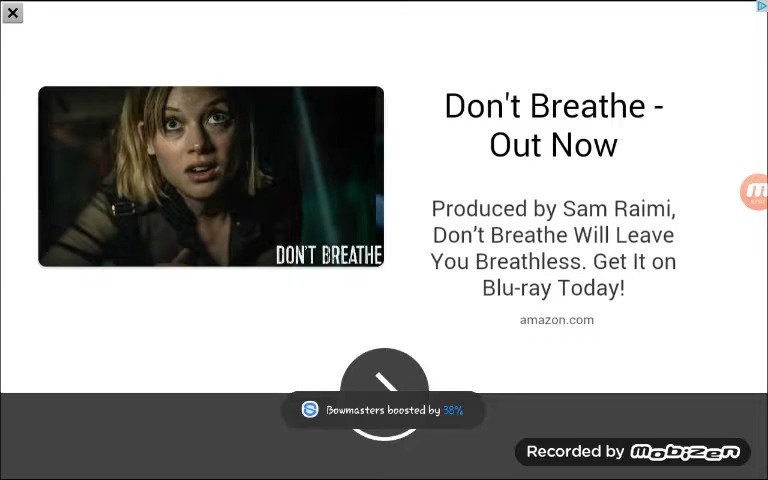 Don't Breathe -
Out Now
DON'T BREATHE
Produced by Sam Raimi,
Don’t Breathe Will Leave
You Breathless. Get It on
Blu-ray Today!
amazon.com
Bowmasters boosted by 38%
Recorded by mobizen